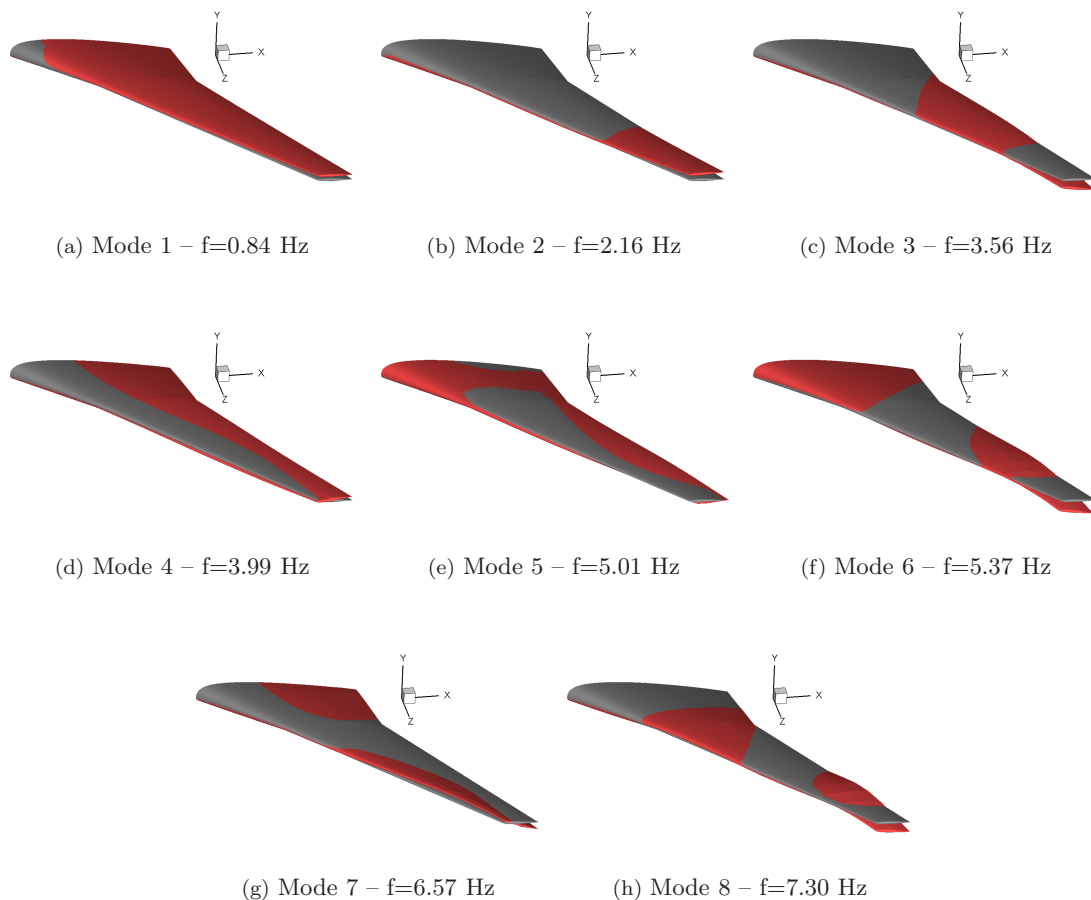 Y
X
Z
Y
X
Z
Y
X
Z
(a) Mode 1 – f=0.84 Hz
(b) Mode 2 – f=2.16 Hz
(c) Mode 3 – f=3.56 Hz
Y
X
Z
Y
X
Z
Y
X
Z
(d) Mode 4 – f=3.99 Hz
(e) Mode 5 – f=5.01 Hz
(f) Mode 6 – f=5.37 Hz
Y
X
Z
Y
X
Z
(g) Mode 7 – f=6.57 Hz
(h) Mode 8 – f=7.30 Hz